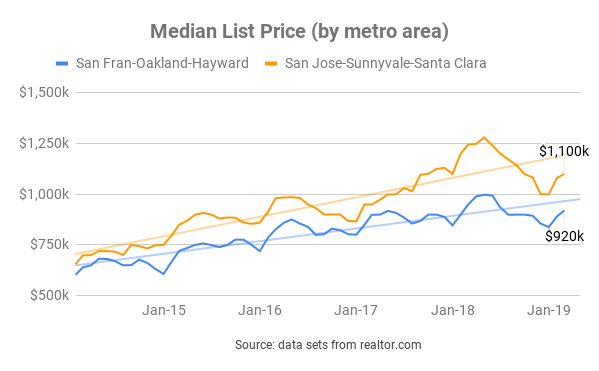 Median List Price (by metro area)
San Fran-Oakland-Hayward San Jose-Sunnyvale-Santa Clara
$1,500k
$1,250k
$1,100k
$1,000k
$920k
$750k
$500k
Jan-15 Jan-16 Jan-17 Jan-18 Jan-19
Source: data sets from realtor.com